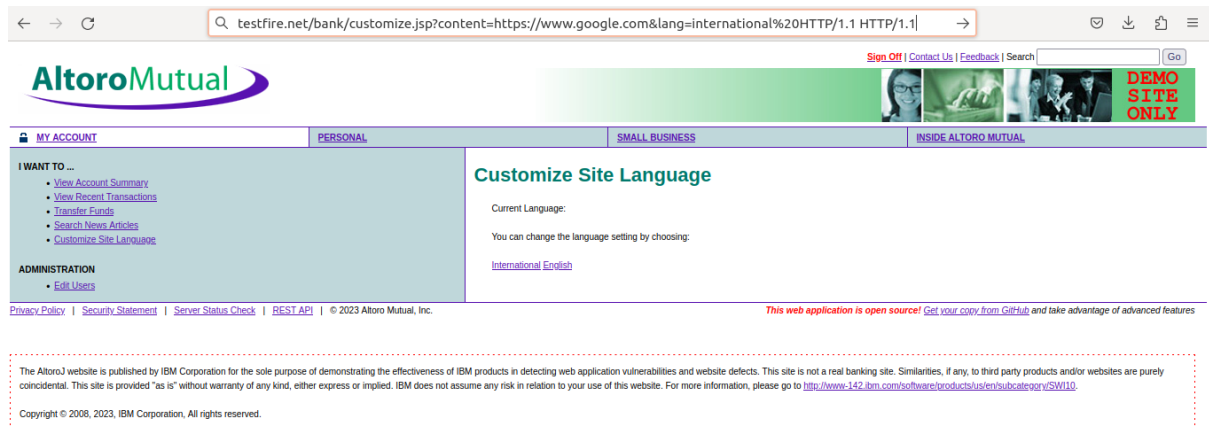 testfire.net/bank/customize.jsp?content=https://www.google.com&lang=international%20HTTP/1.1 HTTP/1.1
Sign Off | Contact Us | Feedback | Search Go
AltoroMutual
DEMO
SITE
ONLY
MY ACCOUNT PERSONAL SMALL BUSINESS INSIDE ALTORO MUTUAL
I WANT TO ...
• View Account Summary
• View Recent Transactions
• Transfer Funds
• Search News Articles
• Customize Site Language
ADMINISTRATION
• Edit Users
Customize Site Language
Current Language:
You can change the language setting by choosing:
International English
Privacy Policy | Security Statement | Server Status Check | REST API | © 2023 Altoro Mutual, Inc.
This web application is open source! Get your copy from GitHub and take advantage of advanced features
The AltoroJ website is published by IBM Corporation for the sole purpose of demonstrating the effectiveness of IBM products in detecting web application vulnerabilities and website defects. This site is not a real banking site. Similarities, if any, to third party products and/or websites are purely
coincidental. This site is provided "as is" without warranty of any kind, either express or implied. IBM does not assume any risk in relation to your use of this website. For more information, please go to http://www-142.ibm.com/software/products/us/en/subcategory/SWI10.
Copyright © 2008, 2023, IBM Corporation, All rights reserved.